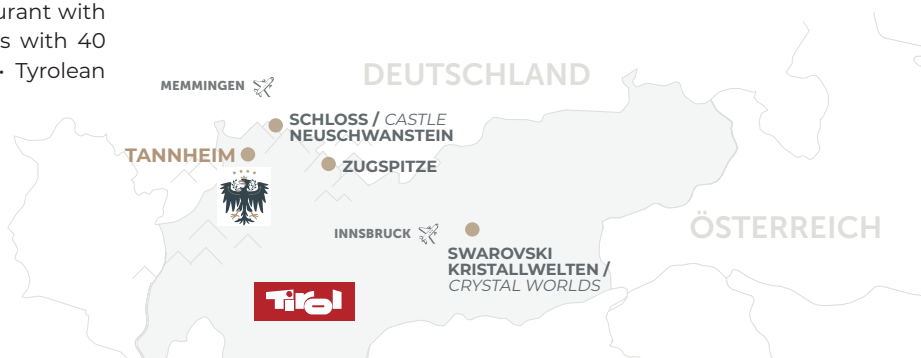 urant with
s with 40
• Tyrolean
DEUTSCHLAND
MEMMINGEN
SCHLOSS / CASTLE
NEUSCHWANSTEIN
TANNHEIM
ZUGSPITZE
ÖSTERREICH
INNSBRUCK
SWAROVSKI
KRISTALLWELTEN /
CRYSTAL WORLDS
Tirol